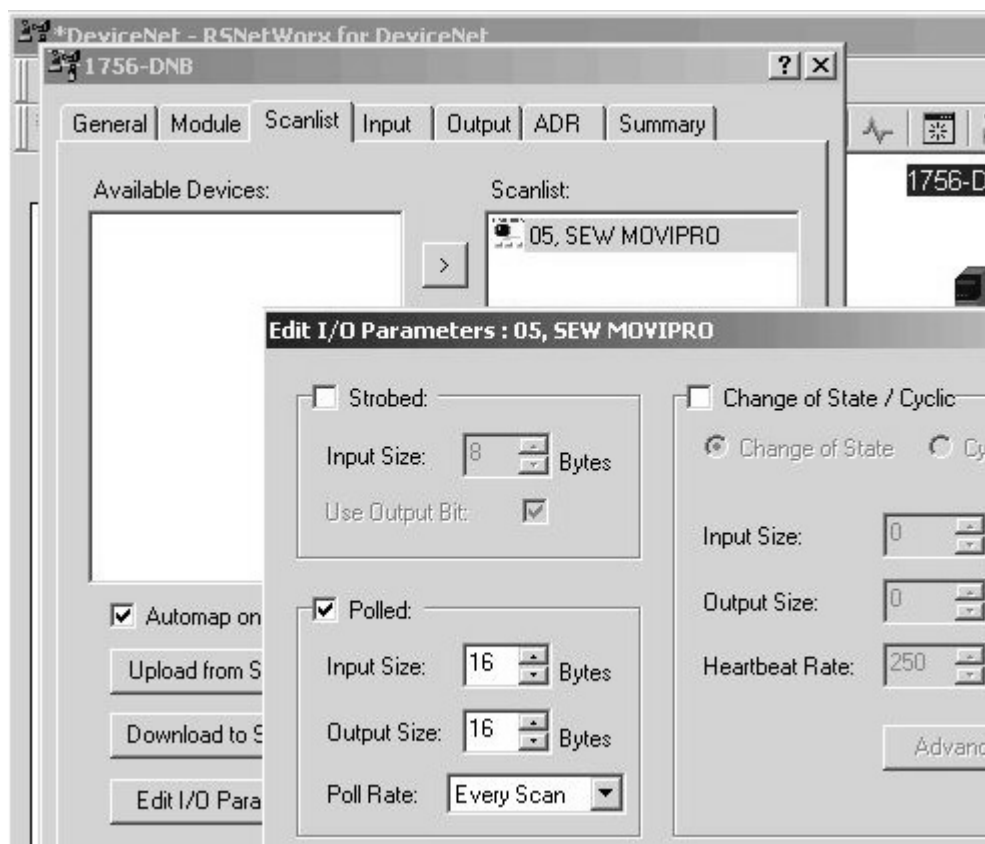 *DeviceNet - RSNetWorx for DeviceNet
1756-DNB
General Module Scanlist Input Output ADR Summary
1756-D
Available Devices:
Scanlist:
05, SEW MOVIPRO
>
Automap on
Upload from S
Download to S
Edit I/O Para
Edit I/O Parameters : 05, SEW MOVIPRO
Strobed:
Input Size: 8 Bytes
Use Output Bit:
Polled:
Input Size: 16 Bytes
Output Size: 16 Bytes
Poll Rate: Every Scan
Change of State / Cyclic
Change of State Cy
Input Size: 0
Output Size: 0
Heartbeat Rate: 250
Advanc